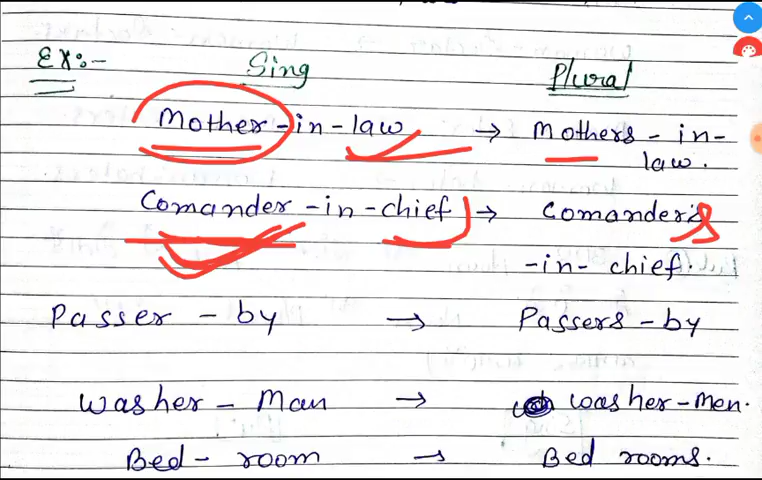 Ex:- Sing Plural
Mother-in-law → Mothers-in-
law.
Comander-in-chief → Comanders
-in-chief.
Passer-by → Passers-by
Washer-Man → washer-Men.
Bed-room → Bed rooms.